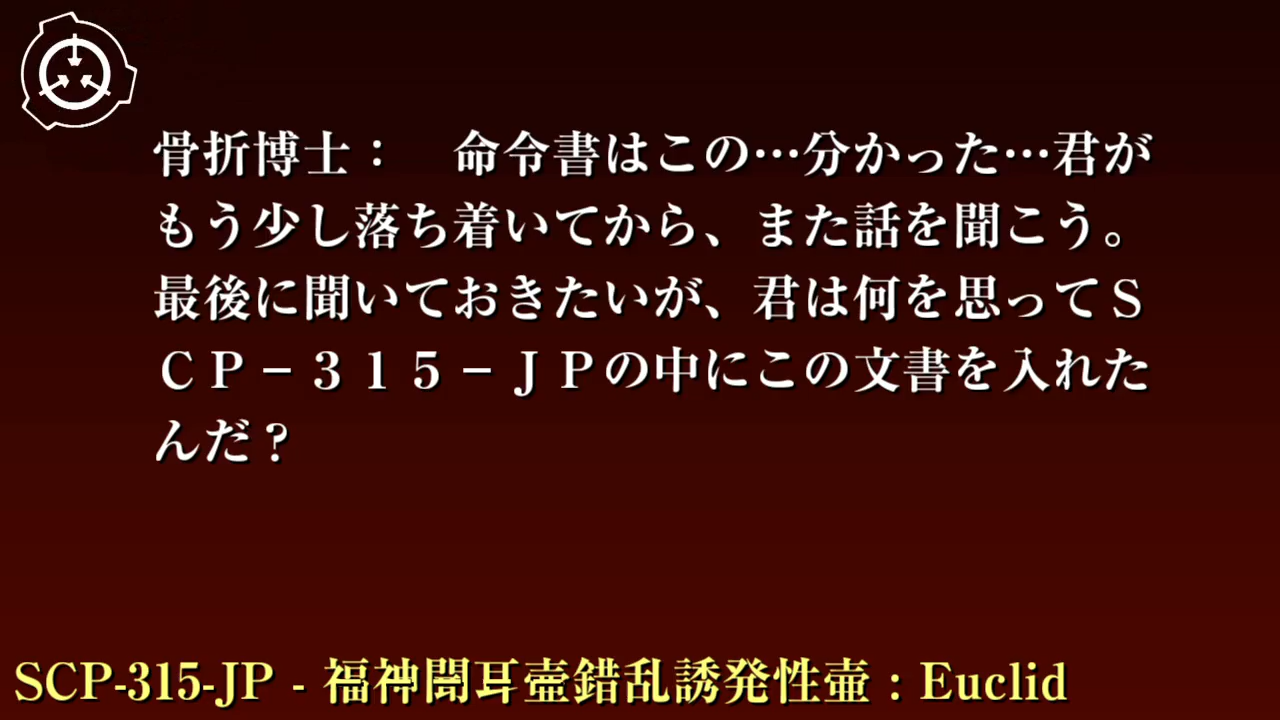 骨折博士：　命令書はこの…分かった…君が
もう少し落ち着いてから、また話を聞こう。
最後に聞いておきたいが、君は何を思ってＳ
ＣＰ－３１５－ＪＰの中にこの文書を入れた
んだ？
SCP-315-JP - 福神聞耳壺錯乱誘発性壷：Euclid